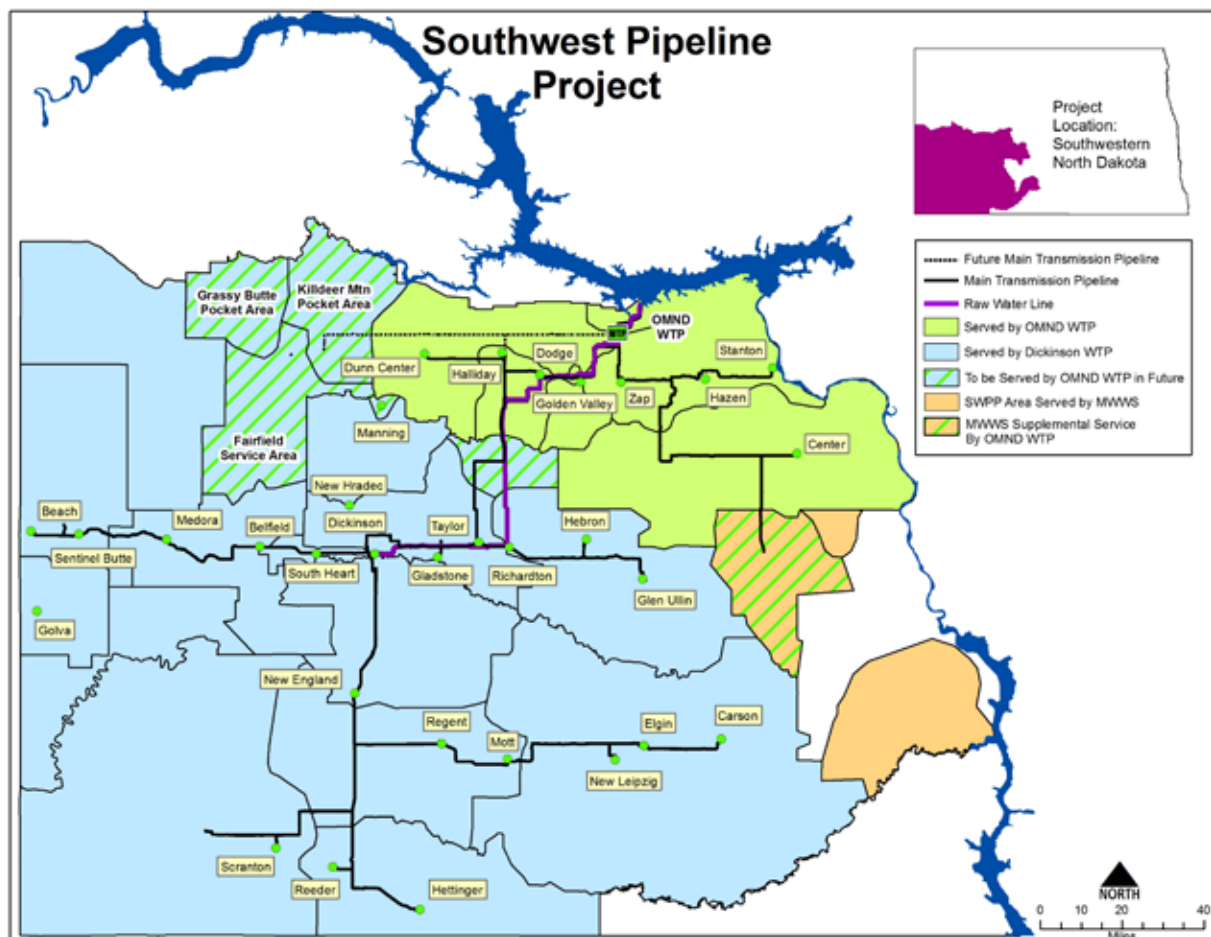 Southwest Pipeline
Project
Project
Location:
Southwestern
North Dakota
Future Main Transmission Pipeline
Main Transmission Pipeline
Raw Water Line
Served by OMND WTP
Served by Dickinson WTP
To be Served by OMND WTP in Future
SWPP Area Served by MWWS
MWWS Supplemental Service
By OMND WTP
Grassy Butte
Pocket Area
Killdeer Mtn
Pocket Area
OMND
WTP
Dunn Center
Halliday
Dodge
Stanton
Golden Valley
Zap
Hazen
Manning
Fairfield
Service Area
Center
New Hradec
Beach
Medora
Belfield
Dickinson
Taylor
Hebron
Sentinel Butte
South Heart
Gladstone
Richardton
Glen Ullin
Golva
New England
Regent
Mott
Elgin
Carson
New Leipzig
Scranton
Reeder
Hettinger
NORTH
0 10 20 40
Miles